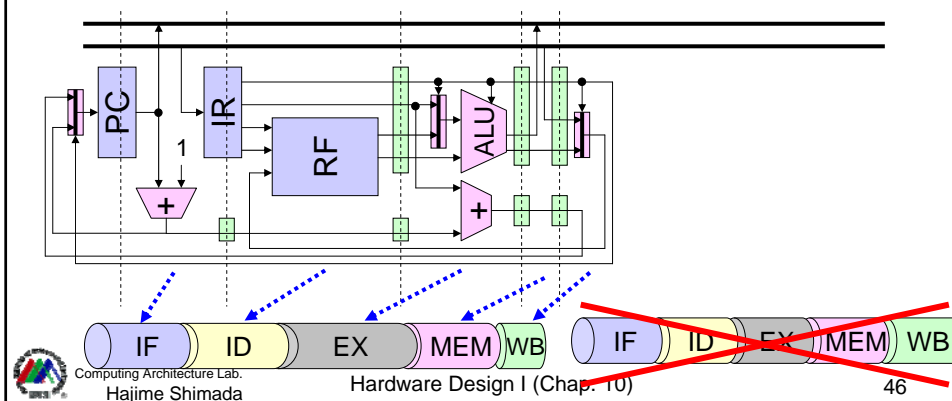 PC
IR
1
RF
ALU
+
+
IF ID EX MEM WB
IF ID EX MEM WB
Computing Architecture Lab.
Hajime Shimada
Hardware Design I (Chap. 10)
46